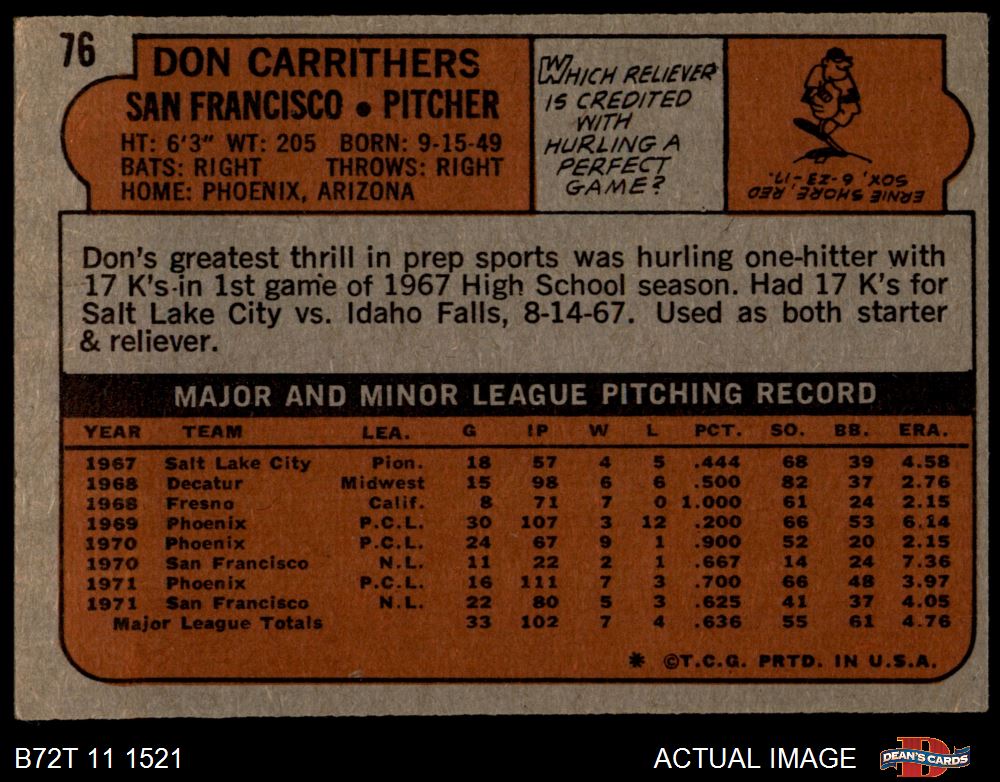 76
DON CARRITHERS
SAN FRANCISCO • PITCHER
HT: 6'3" WT: 205 BORN: 9-15-49
BATS: RIGHT THROWS: RIGHT
HOME: PHOENIX, ARIZONA
WHICH RELIEVER
IS CREDITED
WITH
HURLING A
PERFECT
GAME?
ERNIE SHORE, RED
SOX, 6-23-17.
Don's greatest thrill in prep sports was hurling one-hitter with
17 K's in 1st game of 1967 High School season. Had 17 K's for
Salt Lake City vs. Idaho Falls, 8-14-67. Used as both starter
& reliever.
MAJOR AND MINOR LEAGUE PITCHING RECORD
YEAR TEAM LEA. G IP W L PCT. SO. BB. ERA.
1967 Salt Lake City Pion. 18 57 4 5 .444 68 39 4.58
1968 Decatur Midwest 15 98 6 6 .500 82 37 2.76
1968 Fresno Calif. 8 71 7 0 1.000 61 24 2.15
1969 Phoenix P.C.L. 30 107 3 12 .200 66 53 6.14
1970 Phoenix P.C.L. 24 67 9 1 .900 52 20 2.15
1970 San Francisco N.L. 11 22 2 1 .667 14 24 7.36
1971 Phoenix P.C.L. 16 111 7 3 .700 66 48 3.97
1971 San Francisco N.L. 22 80 5 3 .625 41 37 4.05
Major League Totals 33 102 7 4 .636 55 61 4.76
* ©T.C.G. PRTD. IN U.S.A.
B72T 11 1521
ACTUAL IMAGE
DEAN'S CARDS